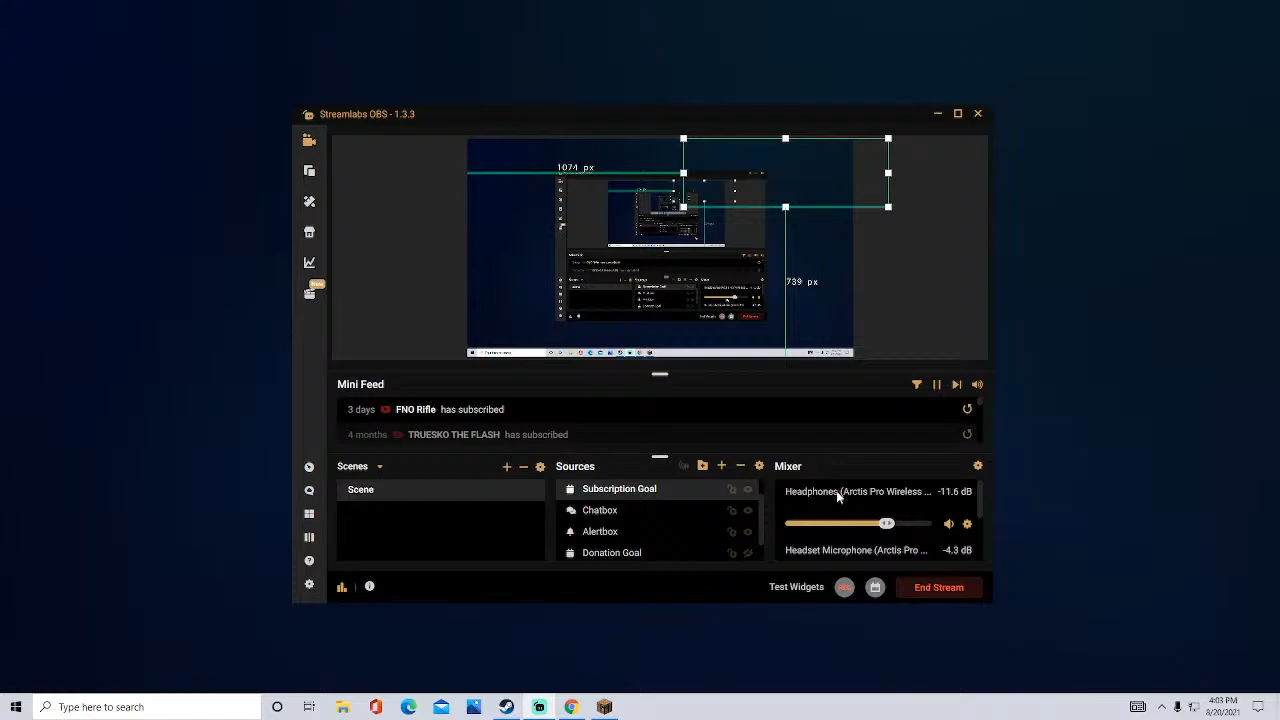 Streamlabs OBS - 1.3.3
1074 px
739 px
New
Mini Feed
3 days FNO Rifle has subscribed
4 months TRUESKO THE FLASH has subscribed
Scenes
Sources
Mixer
Scene
Subscription Goal
Chatbox
Alertbox
Donation Goal
Headphones (Arctis Pro Wireless ... -11.6 dB
Headset Microphone (Arctis Pro ... -4.3 dB
Test Widgets
REC
End Stream
Type here to search
4:03 PM
8/20/2021